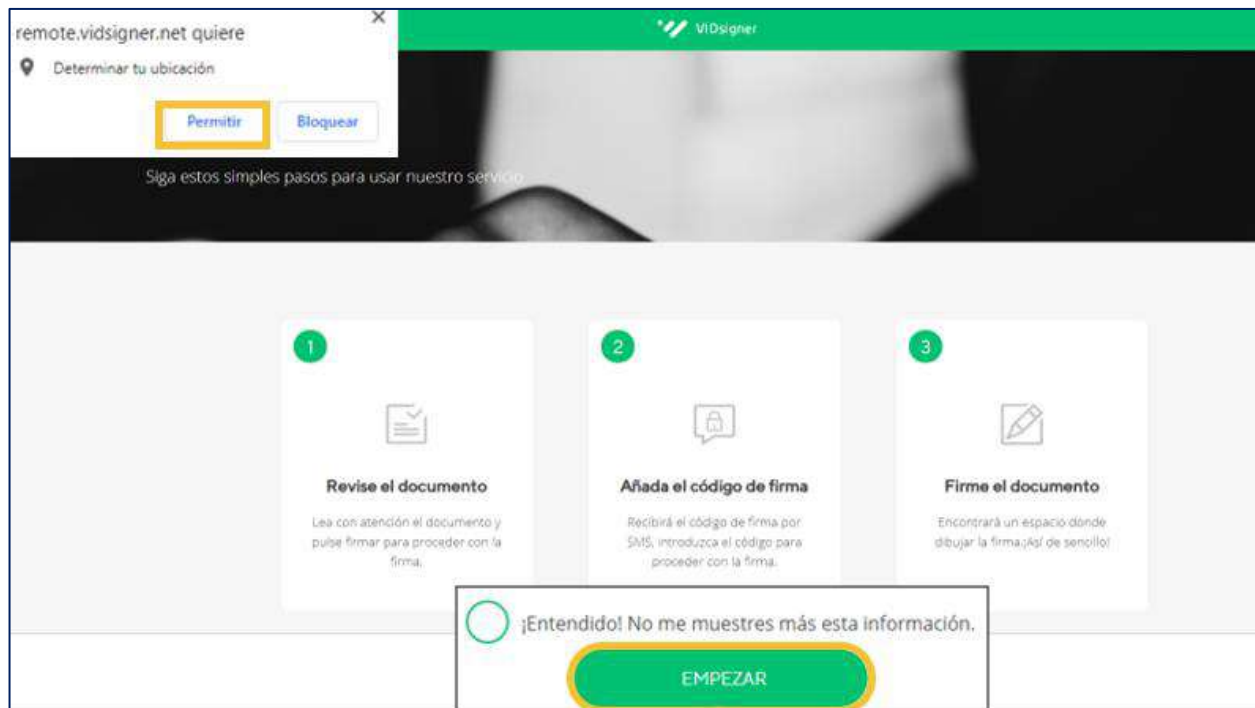 remote.vidsigner.net quiere
Determinar tu ubicación
Permitir
Bloquear
VIDsigner
Siga estos simples pasos para usar nuestro servicio
1
Revise el documento
Lea con atención el documento y
pulse firmar para proceder con la
firma.
2
Añada el código de firma
Recibirá el código de firma por
SMS, introduzca el código para
proceder con la firma.
3
Firme el documento
Encontrará un espacio donde
dibujar la firma.¡Así de sencillo!
¡Entendido! No me muestres más esta información.
EMPEZAR